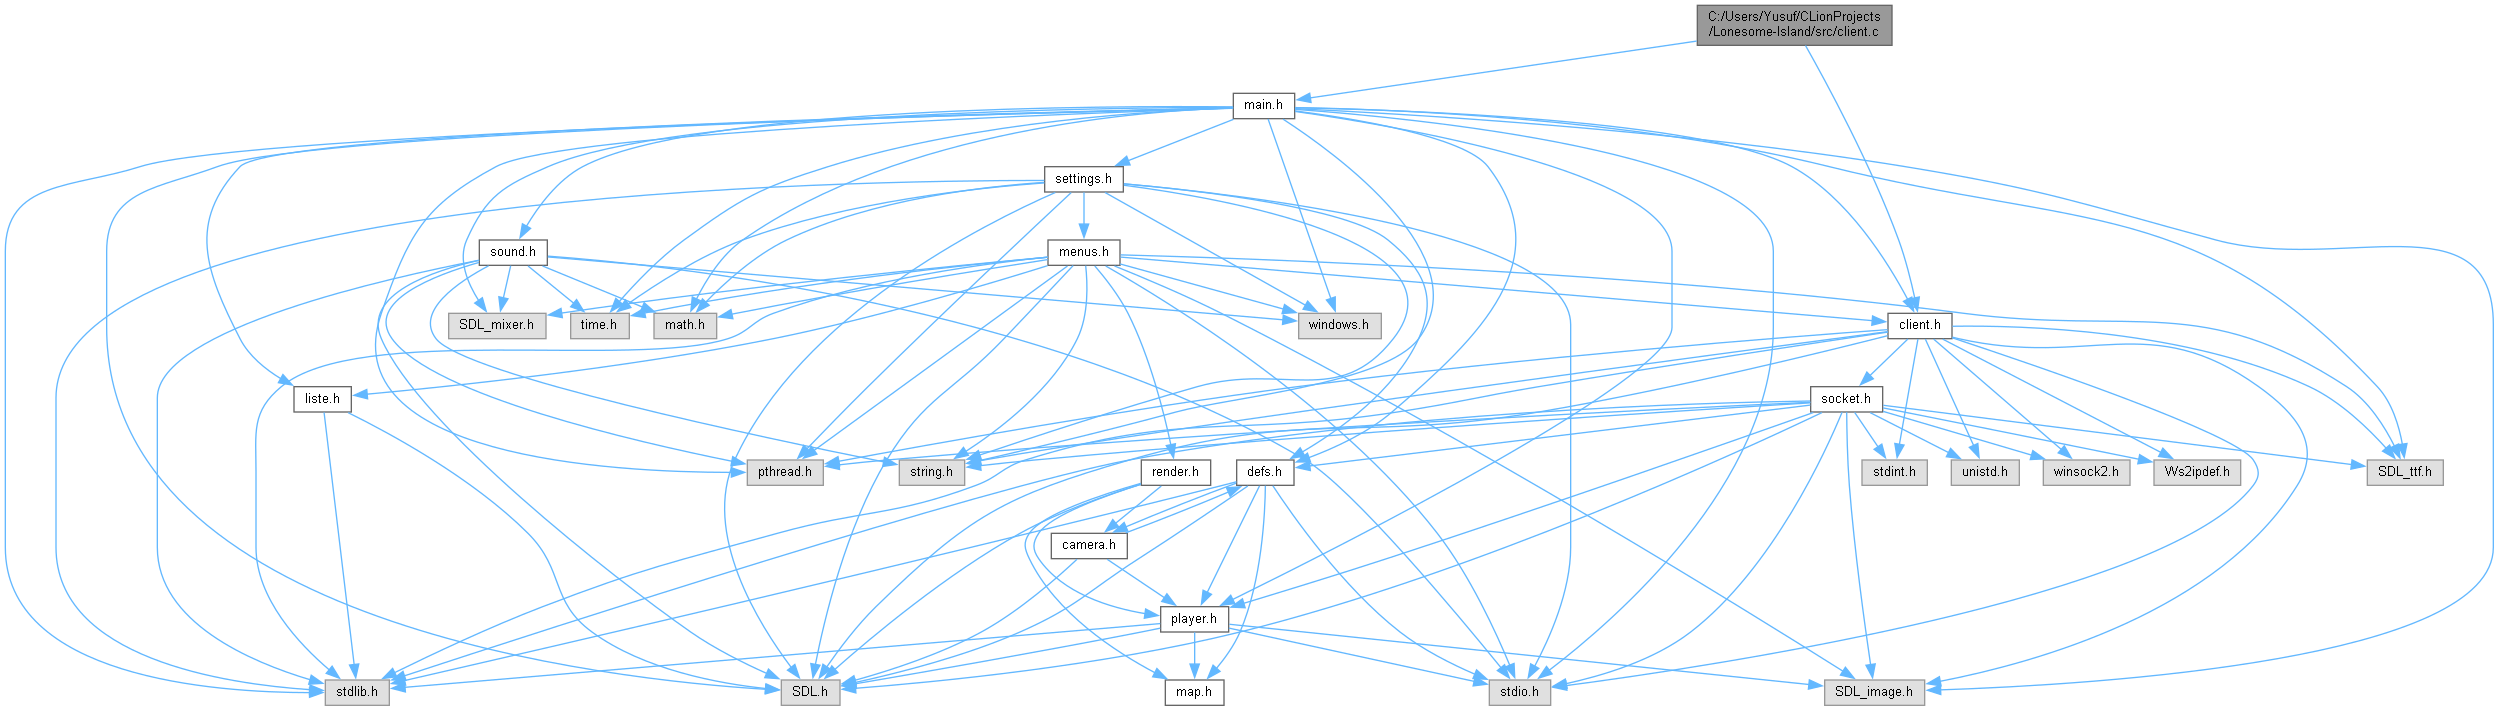 C:/Users/Yusuf/CLionProjects
/Lonesome-Island/src/client.c
main.h
settings.h
sound.h
menus.h
SDL_mixer.h
time.h
math.h
windows.h
client.h
liste.h
socket.h
pthread.h
string.h
render.h
defs.h
stdint.h
unistd.h
winsock2.h
Ws2ipdef.h
SDL_ttf.h
camera.h
player.h
stdlib.h
SDL.h
map.h
stdio.h
SDL_image.h